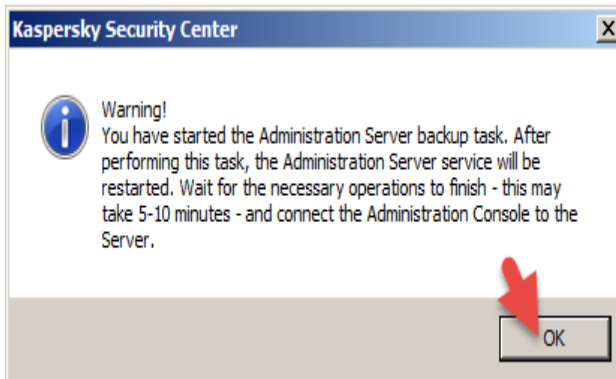 Kaspersky Security Center
Warning!
You have started the Administration Server backup task. After
performing this task, the Administration Server service will be
restarted. Wait for the necessary operations to finish - this may
take 5-10 minutes - and connect the Administration Console to the
Server.
OK